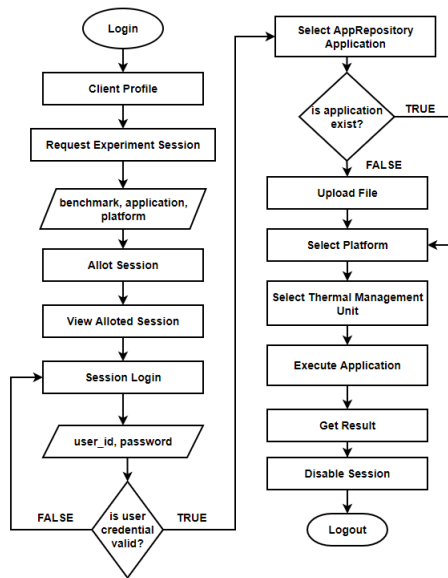 Login
Client Profile
Request Experiment Session
benchmark, application,
platform
Allot Session
View Alloted Session
Session Login
user_id, password
is user
credential
valid?
FALSE
TRUE
Select AppRepository
Application
is application
exist?
TRUE
FALSE
Upload File
Select Platform
Select Thermal Management
Unit
Execute Application
Get Result
Disable Session
Logout